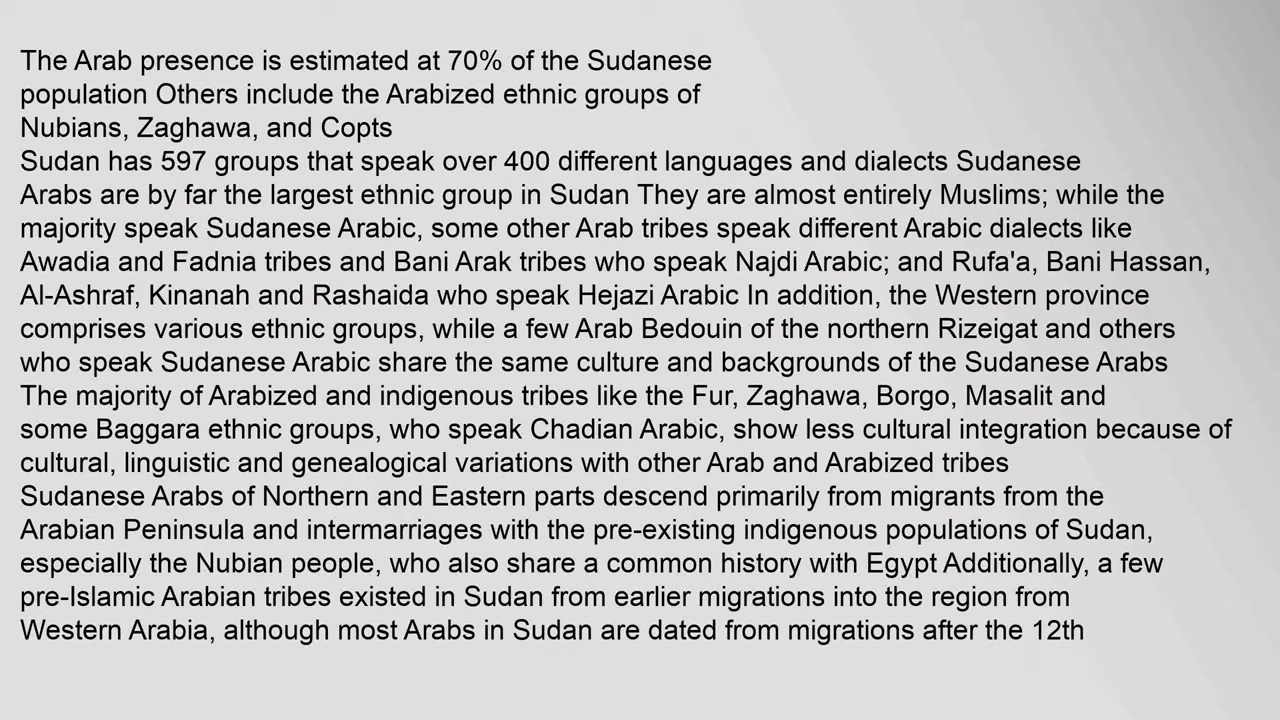 The Arab presence is estimated at 70% of the Sudanese
population Others include the Arabized ethnic groups of
Nubians, Zaghawa, and Copts
Sudan has 597 groups that speak over 400 different languages and dialects Sudanese
Arabs are by far the largest ethnic group in Sudan They are almost entirely Muslims; while the
majority speak Sudanese Arabic, some other Arab tribes speak different Arabic dialects like
Awadia and Fadnia tribes and Bani Arak tribes who speak Najdi Arabic; and Rufa'a, Bani Hassan,
Al-Ashraf, Kinanah and Rashaida who speak Hejazi Arabic In addition, the Western province
comprises various ethnic groups, while a few Arab Bedouin of the northern Rizeigat and others
who speak Sudanese Arabic share the same culture and backgrounds of the Sudanese Arabs
The majority of Arabized and indigenous tribes like the Fur, Zaghawa, Borgo, Masalit and
some Baggara ethnic groups, who speak Chadian Arabic, show less cultural integration because of
cultural, linguistic and genealogical variations with other Arab and Arabized tribes
Sudanese Arabs of Northern and Eastern parts descend primarily from migrants from the
Arabian Peninsula and intermarriages with the pre-existing indigenous populations of Sudan,
especially the Nubian people, who also share a common history with Egypt Additionally, a few
pre-Islamic Arabian tribes existed in Sudan from earlier migrations into the region from
Western Arabia, although most Arabs in Sudan are dated from migrations after the 12th